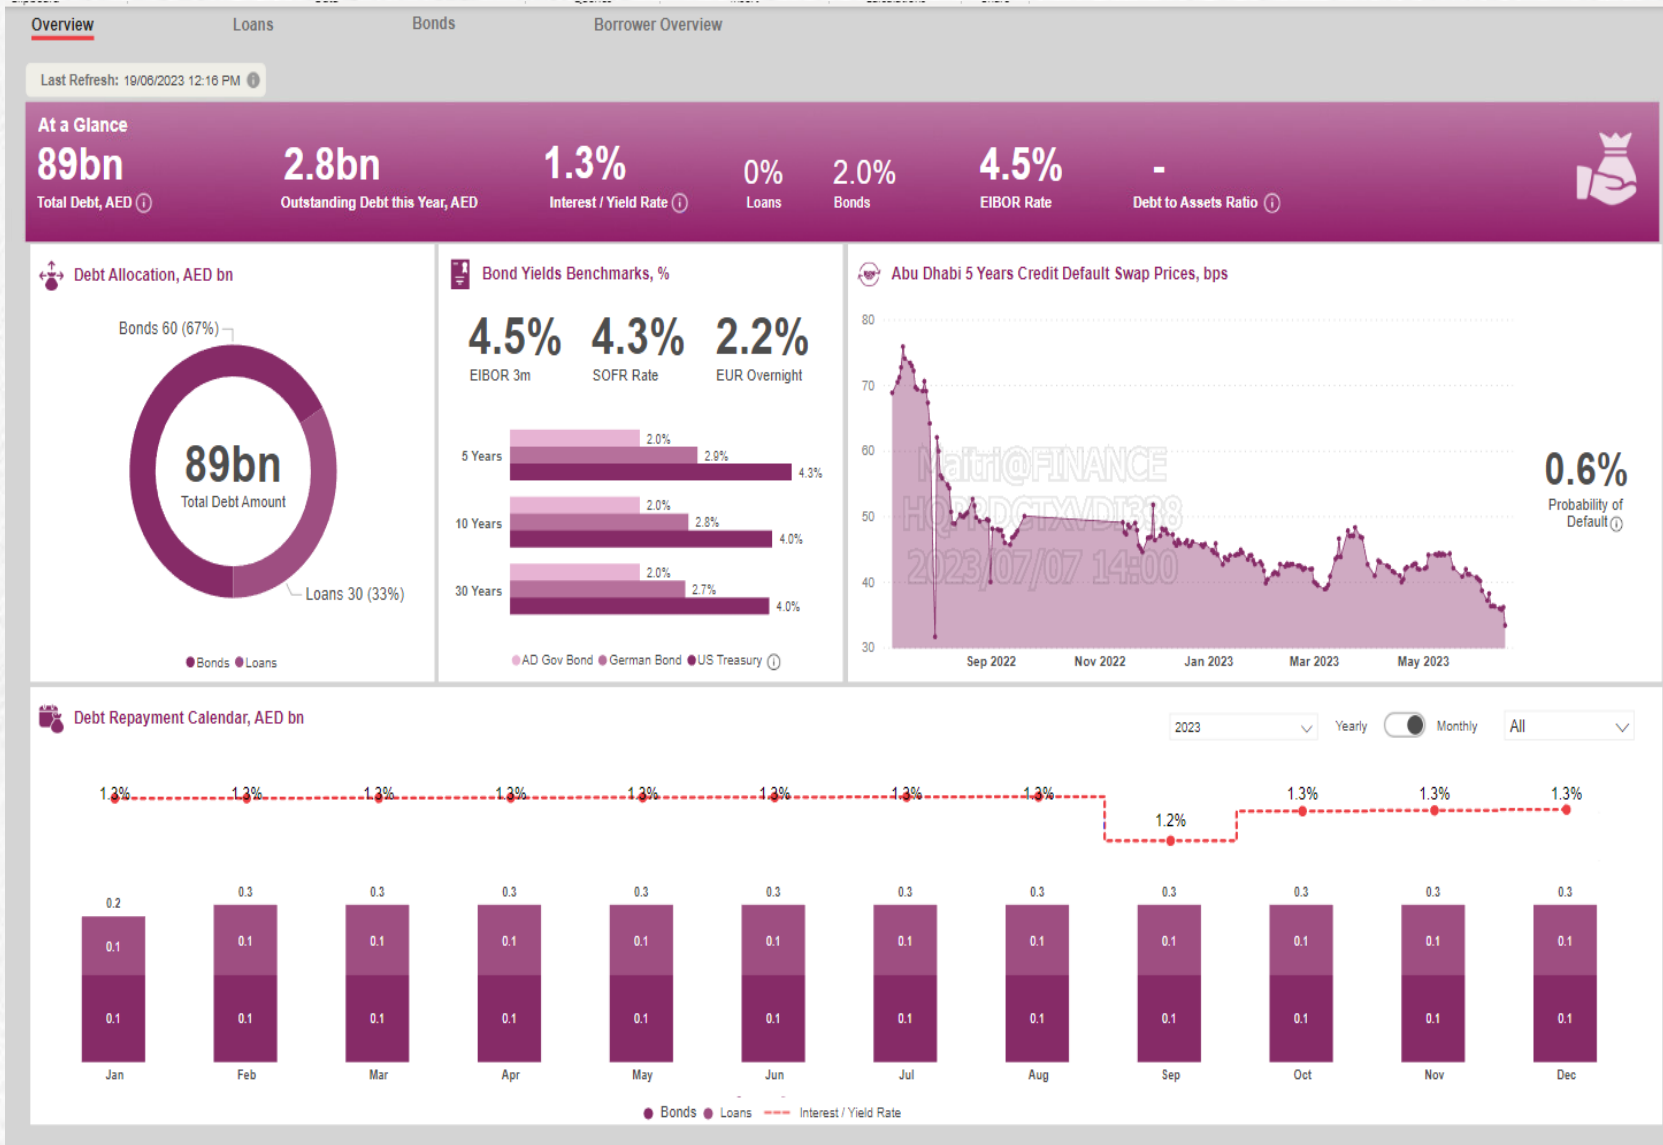 Overview
Loans
Bonds
Borrower Overview
Last Refresh: 19/06/2023 12:16 PM
At a Glance
89bn
Total Debt, AED
2.8bn
Outstanding Debt this Year, AED
1.3%
Interest / Yield Rate
0%
Loans
2.0%
Bonds
4.5%
EIBOR Rate
-
Debt to Assets Ratio
Debt Allocation, AED bn
Bonds 60 (67%)
89bn
Total Debt Amount
Loans 30 (33%)
Bonds Loans
Bond Yields Benchmarks, %
4.5% 4.3% 2.2%
EIBOR 3m SOFR Rate EUR Overnight
5 Years
2.0%
2.9%
4.3%
10 Years
2.0%
2.8%
4.0%
30 Years
2.0%
2.7%
4.0%
AD Gov Bond German Bond US Treasury
Abu Dhabi 5 Years Credit Default Swap Prices, bps
80
70
60
50
40
30
Maitri@FINANCE
2023/07/07 14:00
Sep 2022 Nov 2022 Jan 2023 Mar 2023 May 2023
0.6%
Probability of
Default
Debt Repayment Calendar, AED bn
2023
Yearly
Monthly
All
1.3% 1.3% 1.3% 1.3% 1.3% 1.3% 1.3% 1.3% 1.2% 1.3% 1.3% 1.3%
0.2 0.3 0.3 0.3 0.3 0.3 0.3 0.3 0.3 0.3 0.3 0.3
0.1 0.1 0.1 0.1 0.1 0.1 0.1 0.1 0.1 0.1 0.1 0.1
0.1 0.1 0.1 0.1 0.1 0.1 0.1 0.1 0.1 0.1 0.1 0.1
Jan Feb Mar Apr May Jun Jul Aug Sep Oct Nov Dec
Bonds Loans Interest / Yield Rate